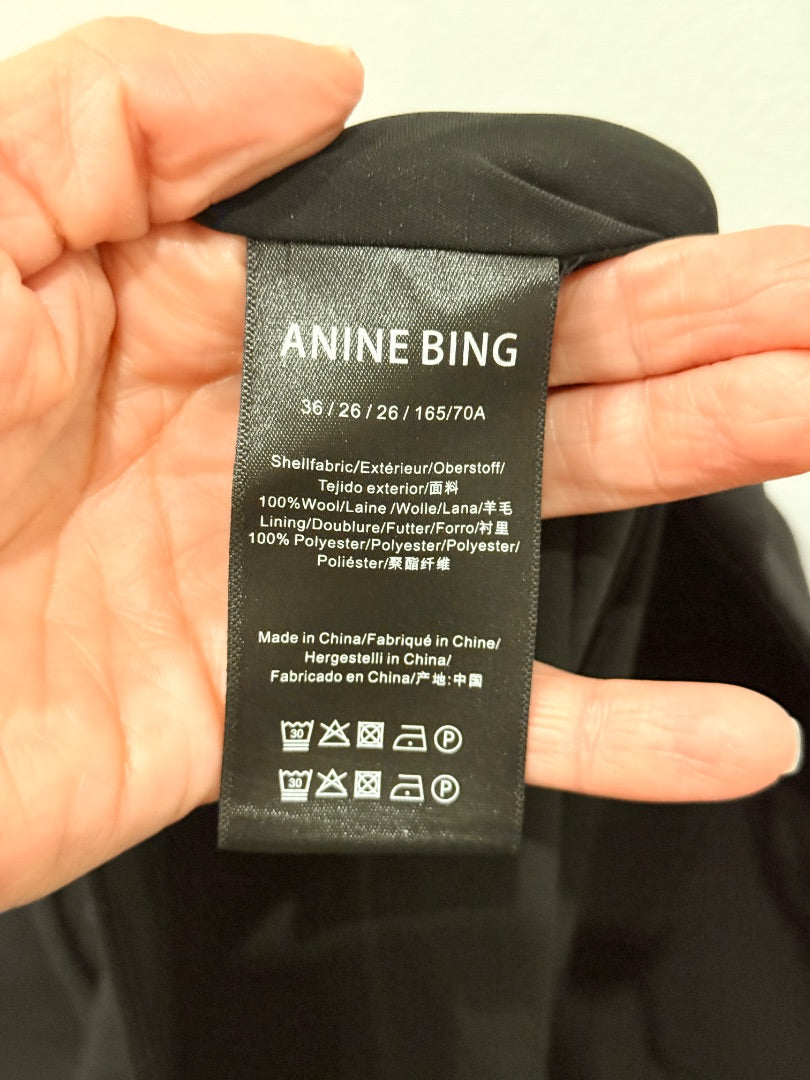 ANINE BING
36 / 26 / 26 / 165/70A
Shellfabric/Extérieur/Oberstoff/
Tejido exterior/面料
100%Wool/Laine /Wolle/Lana/羊毛
Lining/Doublure/Futter/Forro/衬里
100% Polyester/Polyester/Polyester/
Poliéster/聚酯纤维
Made in China/Fabriqué in Chine/
Hergestelli in China/
Fabricado en China/产地:中国
30 P
30 P